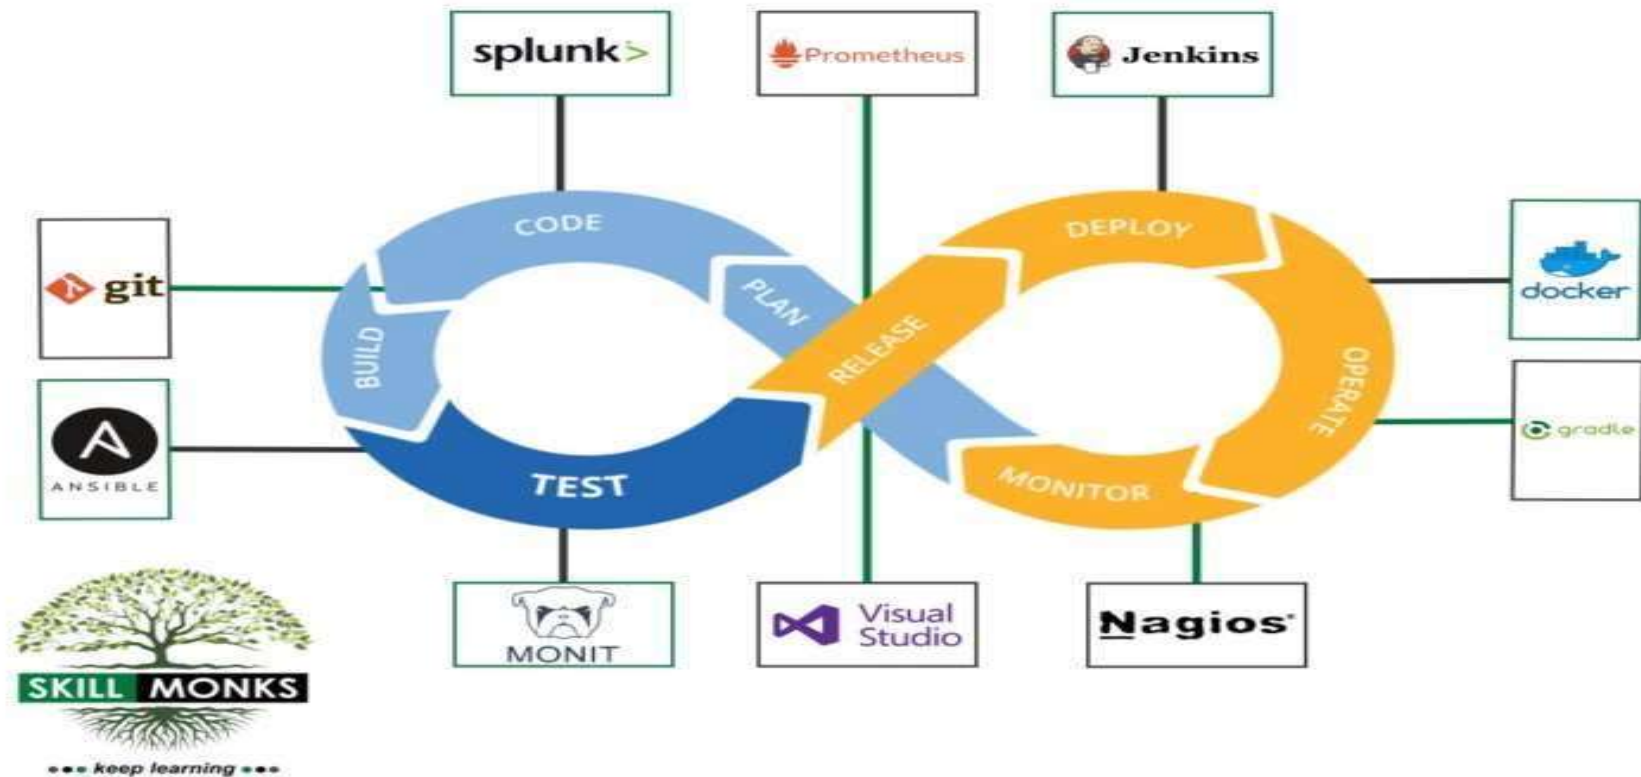 splunk>
Prometheus
Jenkins
CODE
DEPLOY
git
PLAN
docker
BUILD
RELEASE
OPERATE
gradle
ANSIBLE
TEST
MONITOR
MONIT
Visual
Studio
Nagios®
SKILL MONKS
keep learning